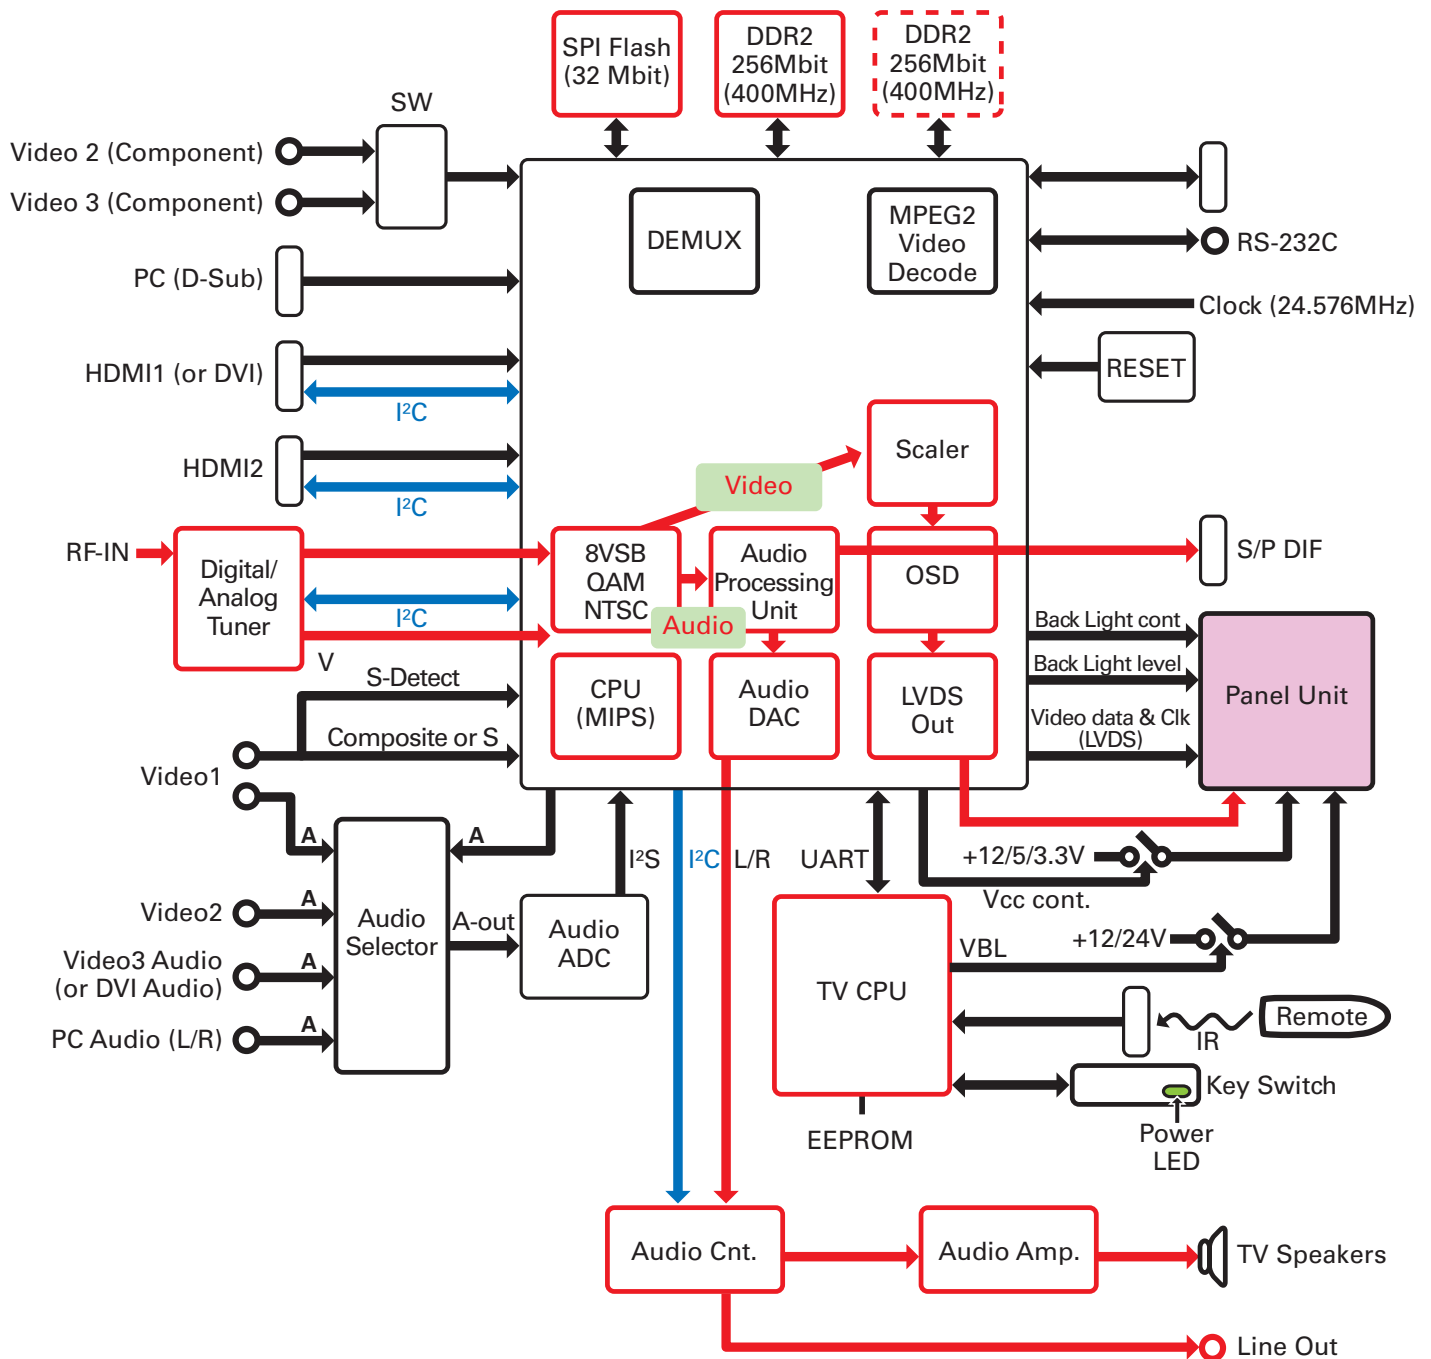 SPI Flash
(32 Mbit)
DDR2
256Mbit
(400MHz)
DDR2
256Mbit
(400MHz)
SW
Video 2 (Component)
Video 3 (Component)
PC (D-Sub)
HDMI1 (or DVI)
I²C
HDMI2
I²C
RF-IN
Digital/
Analog
Tuner
I²C
V
S-Detect
Composite or S
Video1
DEMUX
MPEG2
Video
Decode
Scaler
Video
8VSB
QAM
NTSC
Audio
Processing
Unit
Audio
OSD
CPU
(MIPS)
Audio
DAC
LVDS
Out
RS-232C
Clock (24.576MHz)
RESET
S/P DIF
Back Light cont
Back Light level
Video data & Clk
(LVDS)
Panel Unit
A
A
Video2
A
Video3 Audio
(or DVI Audio)
A
PC Audio (L/R)
A
Audio
Selector
A-out
Audio
ADC
I²S
I²C
L/R
UART
+12/5/3.3V
Vcc cont.
+12/24V
VBL
TV CPU
IR
Remote
Key Switch
Power
LED
EEPROM
Audio Cnt.
Audio Amp.
TV Speakers
Line Out